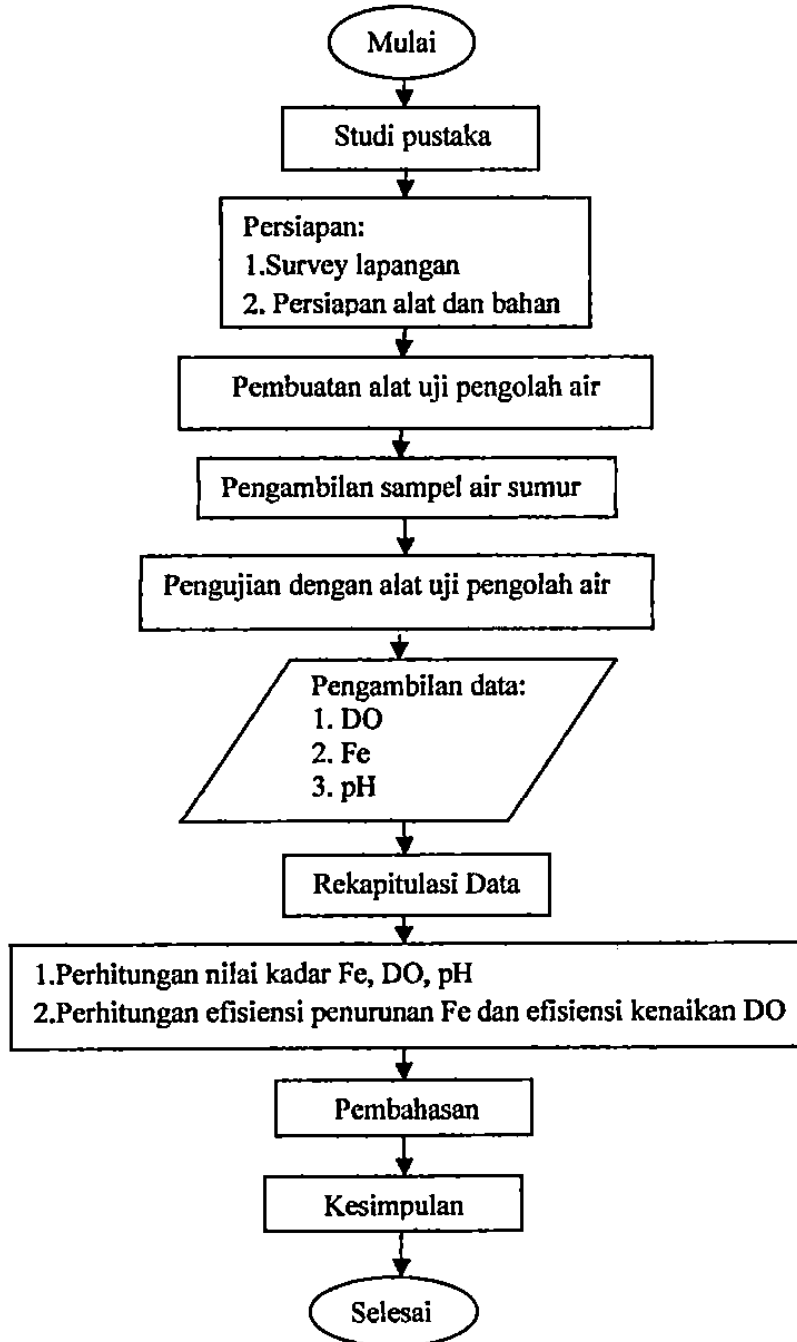 Mulai
Studi pustaka
Persiapan:
1.Survey lapangan
2. Persiapan alat dan bahan
Pembuatan alat uji pengolah air
Pengambilan sampel air sumur
Pengujian dengan alat uji pengolah air
Pengambilan data:
1. DO
2. Fe
3. pH
Rekapitulasi Data
1.Perhitungan nilai kadar Fe, DO, pH
2.Perhitungan efisiensi penurunan Fe dan efisiensi kenaikan DO
Pembahasan
Kesimpulan
Selesai